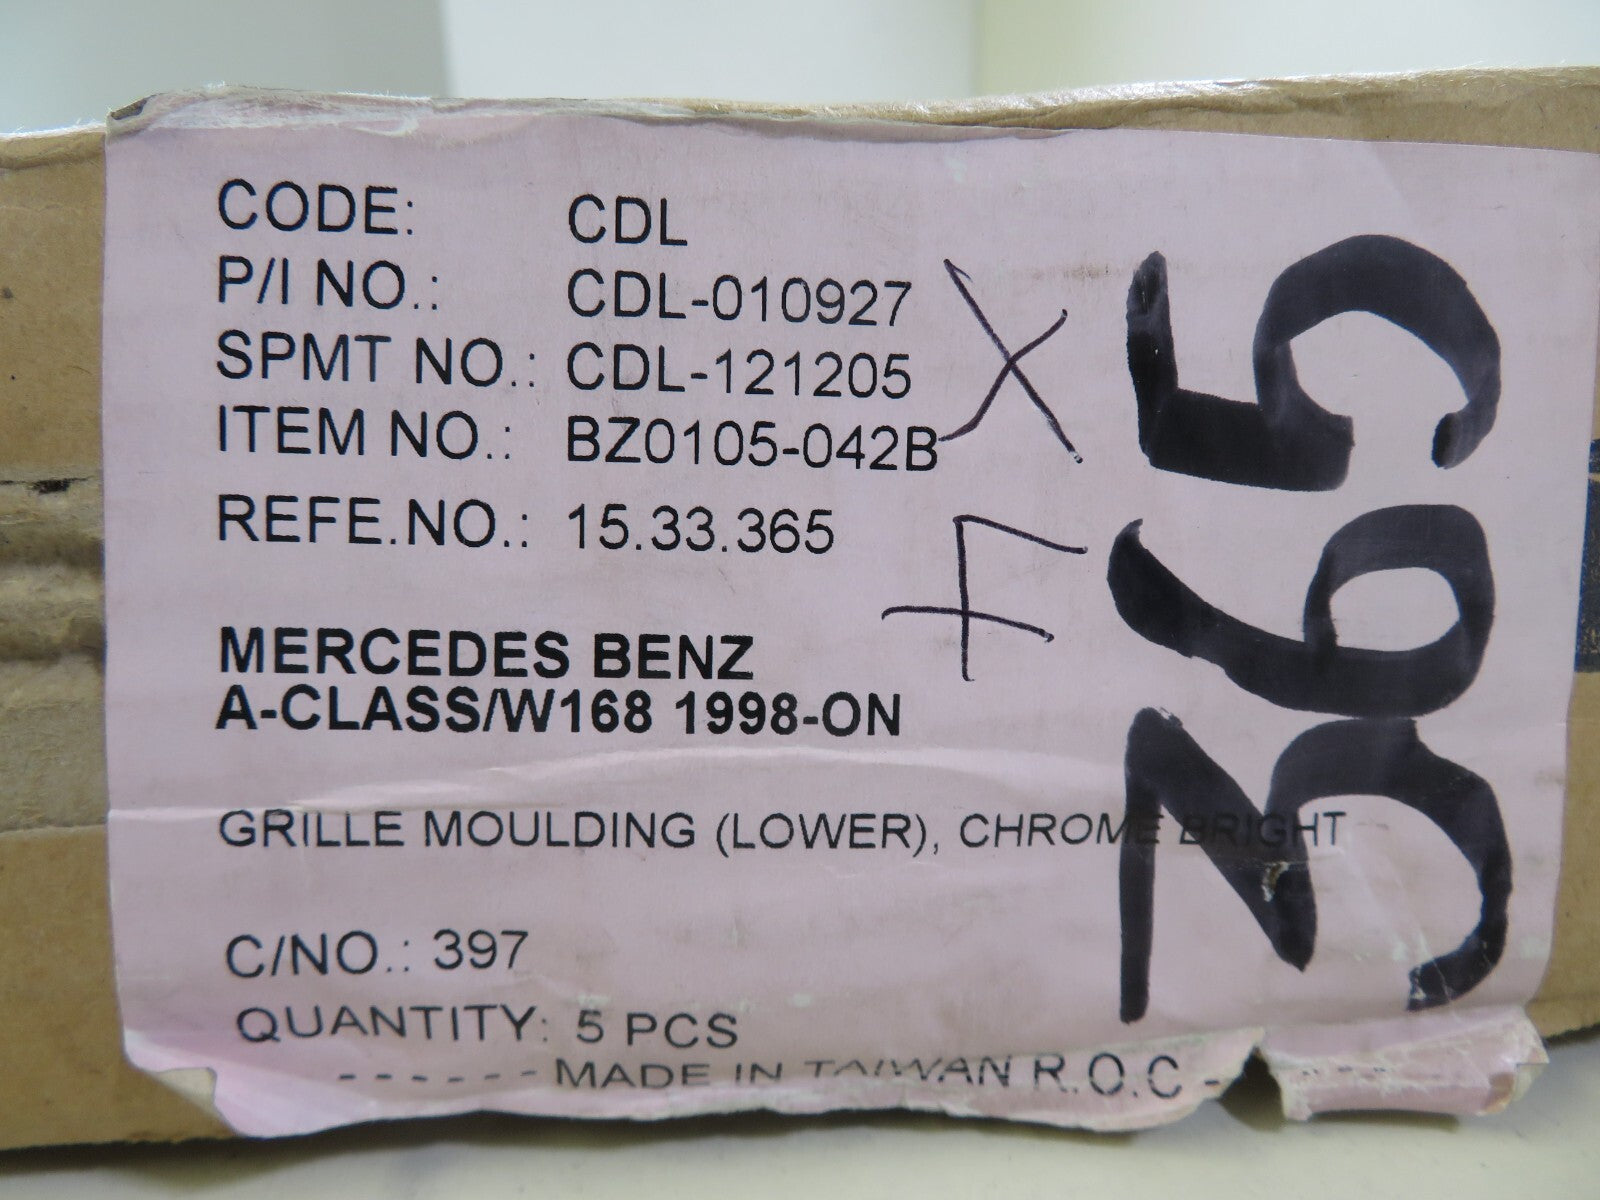 CODE: CDL
P/I NO.: CDL-010927
SPMT NO.: CDL-121205
ITEM NO.: BZ0105-042B
REFE.NO.: 15.33.365
MERCEDES BENZ
A-CLASS/W168 1998-ON
GRILLE MOULDING (LOWER), CHROME BRIGHT
C/NO.: 397
QUANTITY: 5 PCS
------MADE IN TAIWAN R.O.C-
X F
365